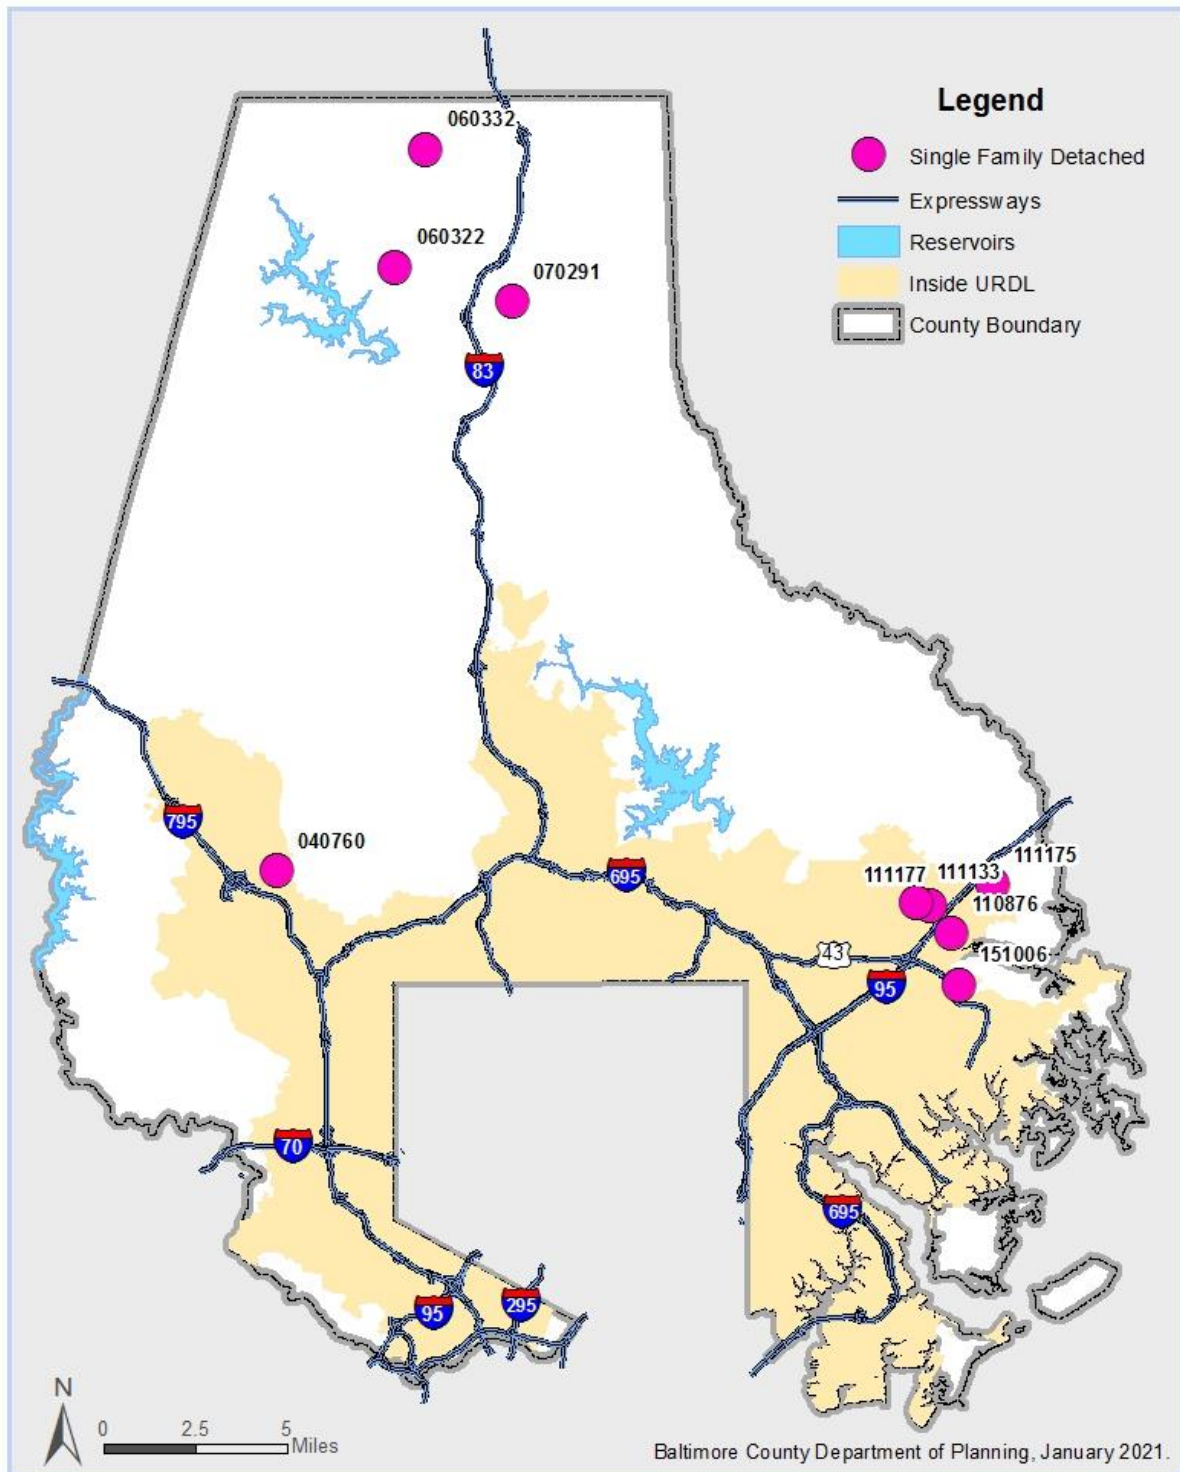 Legend
Single Family Detached
Expressways
Reservoirs
Inside URDL
County Boundary
060332
060322
070291
83
795
040760
695
111175
111177
111133
110876
43
151006
95
70
695
95
295
N
0 2.5 5
Miles
Baltimore County Department of Planning, January 2021.